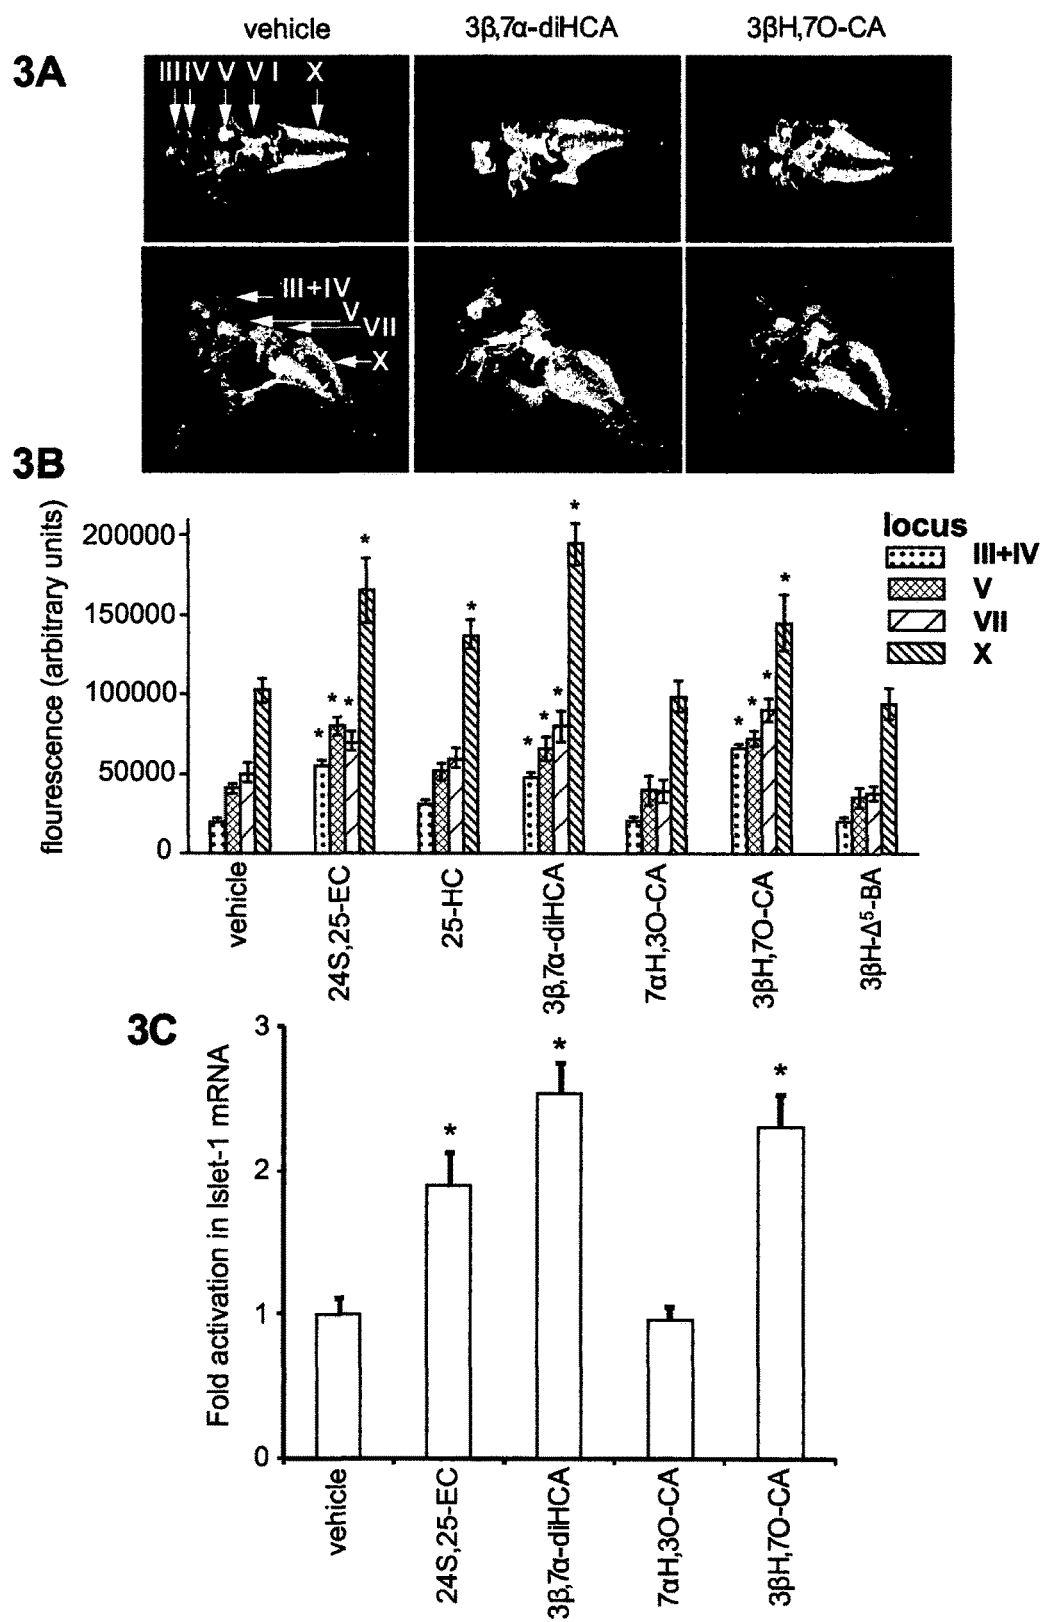 vehicle 3β,7α-diHCA 3βH,7O-CA
3A
III IV V V I X
III+IV
V
VII
X
3B
flourescence (arbitrary units)
200000
150000
100000
50000
0
* * * * * * * * * * * * *
locus
III+IV
V
VII
X
vehicle
24S,25-EC
25-HC
3β,7α-diHCA
7αH,3O-CA
3βH,7O-CA
3βH-Δ⁵-BA
3C
Fold activation in Islet-1 mRNA
3
2
1
0
* * *
vehicle
24S,25-EC
3β,7α-diHCA
7αH,3O-CA
3βH,7O-CA